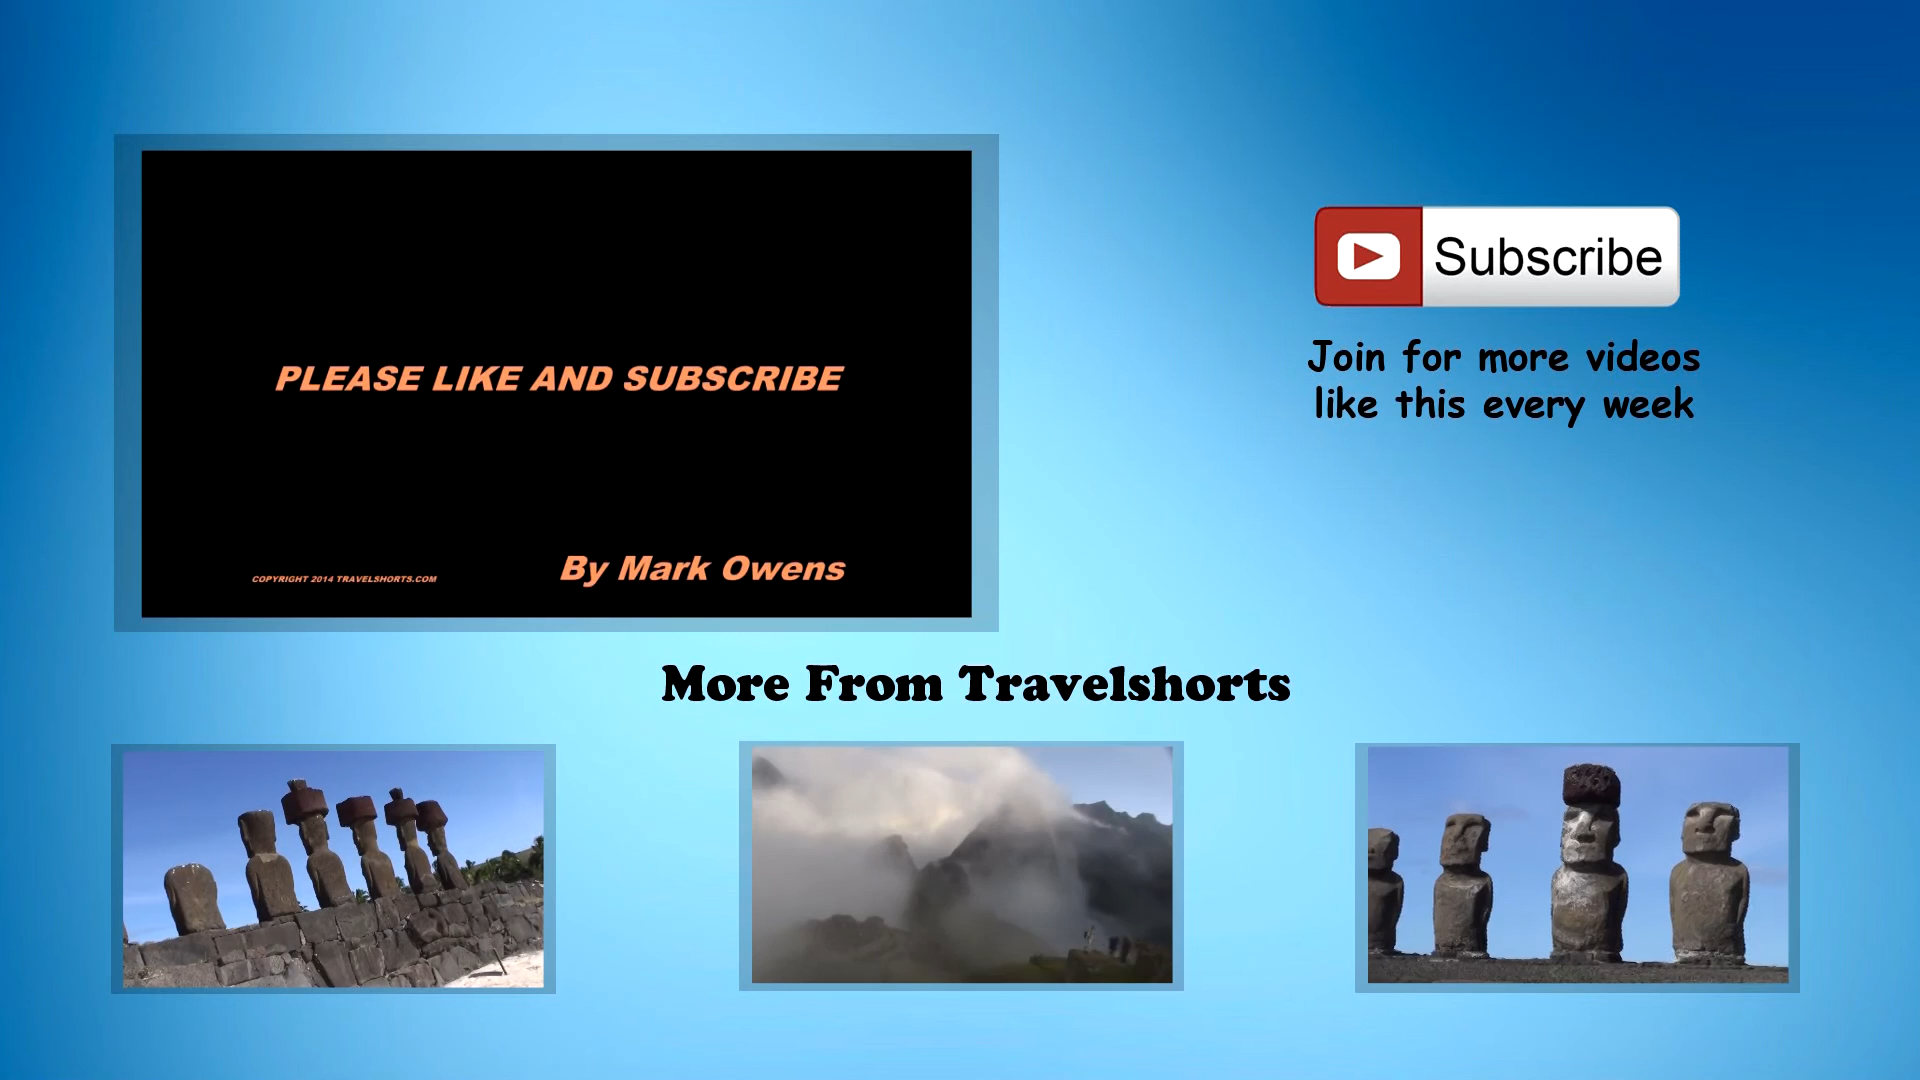 PLEASE LIKE AND SUBSCRIBE
COPYRIGHT 2014 TRAVELSHORTS.COM
By Mark Owens
Subscribe
Join for more videos
like this every week
More From Travelshorts